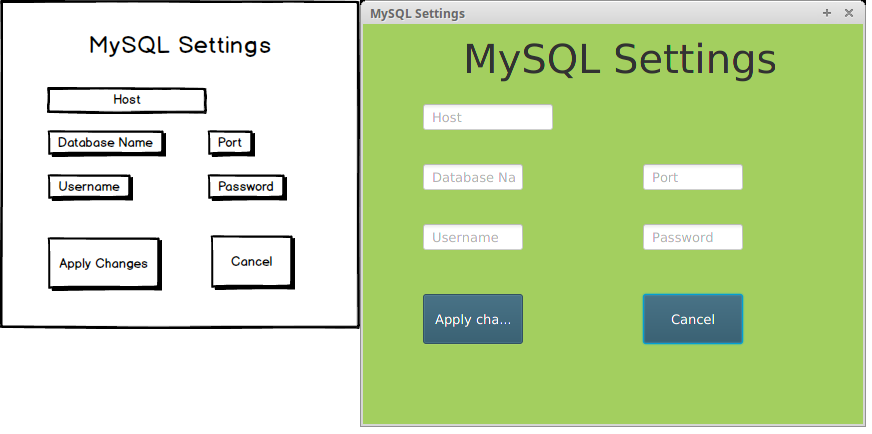 MySQL Settings
Host
Database Name
Port
Username
Password
Apply Changes
Cancel
MySQL Settings
MySQL Settings
Host
Database Na
Port
Username
Password
Apply cha...
Cancel